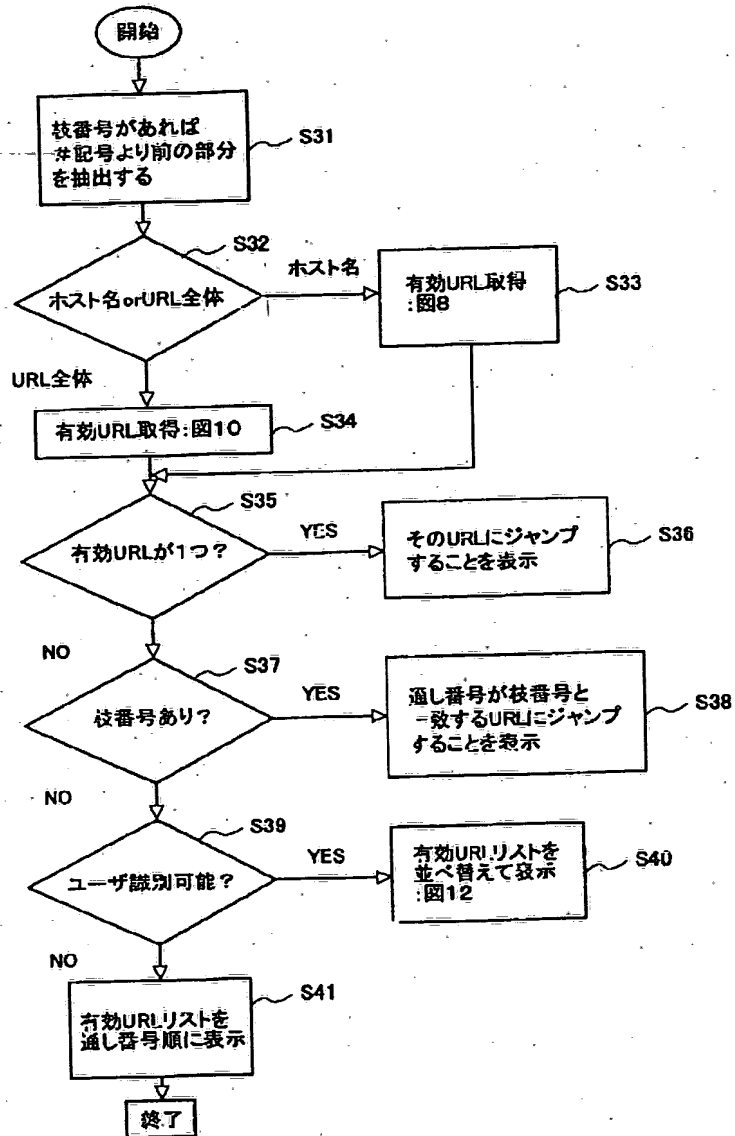 開始
枝番号があれば
#記号より前の部分
を抽出する
S31
S32
ホスト名orURL全体
ホスト名
有効URL取得
:図8
S33
URL全体
有効URL取得:図10
S34
S35
有効URLが1つ?
YES
そのURLにジャンプ
することを表示
S36
NO
S37
枝番号あり?
YES
通し番号が枝番号と
一致するURLにジャンプ
することを表示
S38
NO
S39
ユーザ識別可能?
YES
有効URLリストを
並べ替えて表示
:図12
S40
NO
S41
有効URLリストを
通し番号順に表示
終了